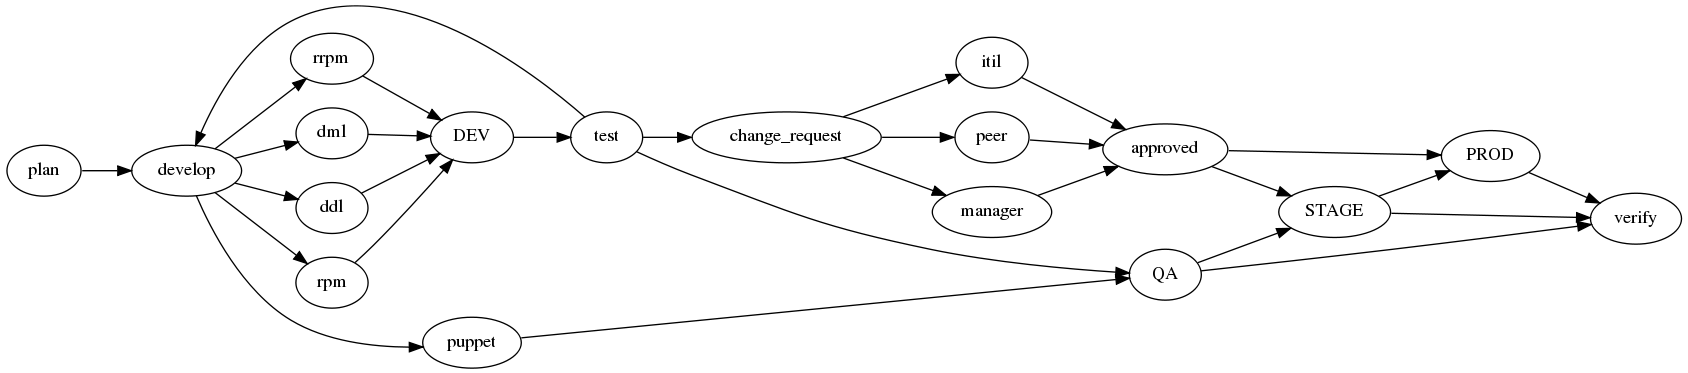 plan
develop
rrpm
dml
ddl
rpm
puppet
DEV
test
change_request
itil
peer
manager
approved
QA
STAGE
PROD
verify